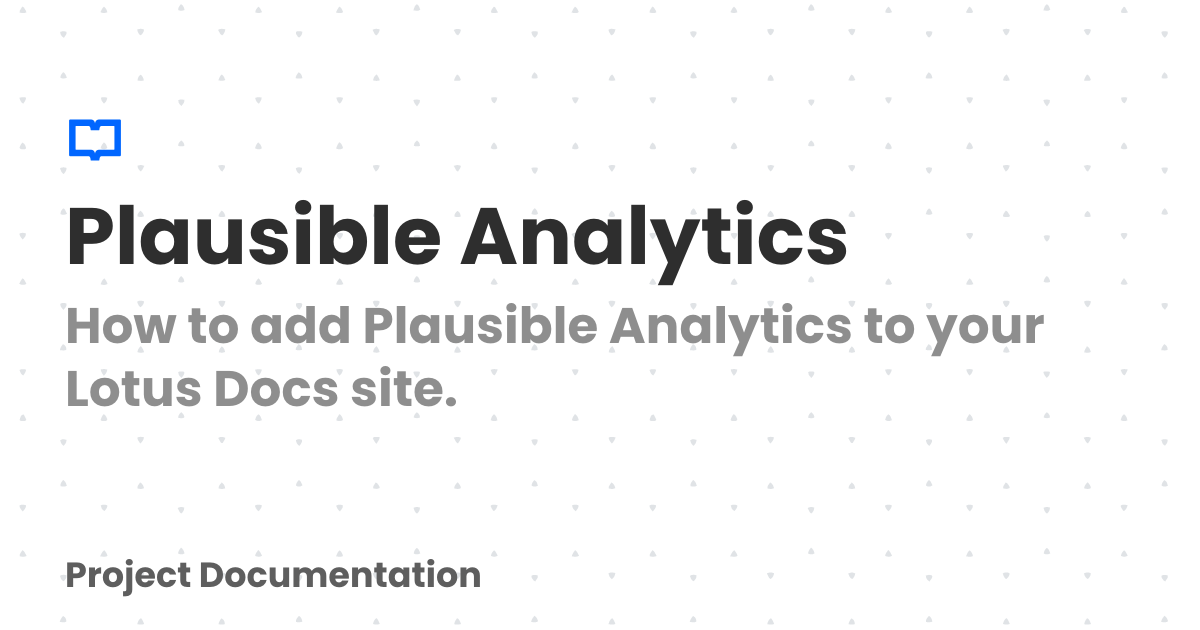 Plausible Analytics
How to add Plausible Analytics to your
Lotus Docs site.
Project Documentation